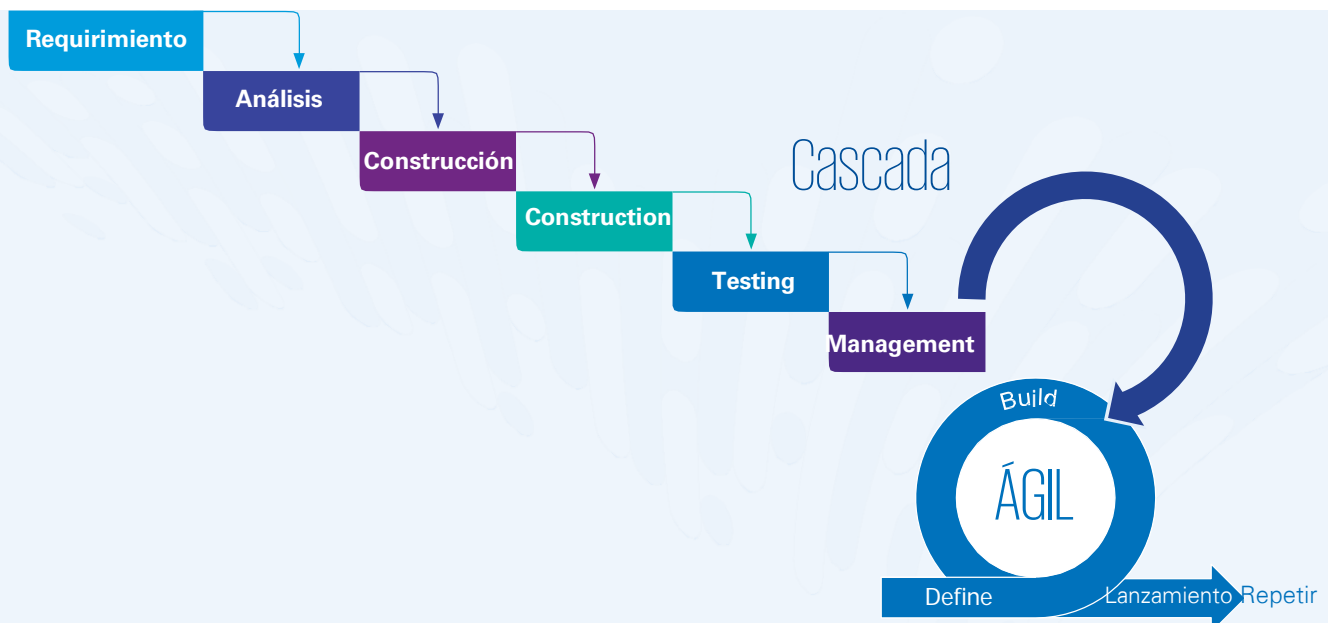 Requirimiento
Análisis
Construcción
Cascada
Construction
Testing
Management
Build
ÁGIL
Define
Lanzamiento Repetir